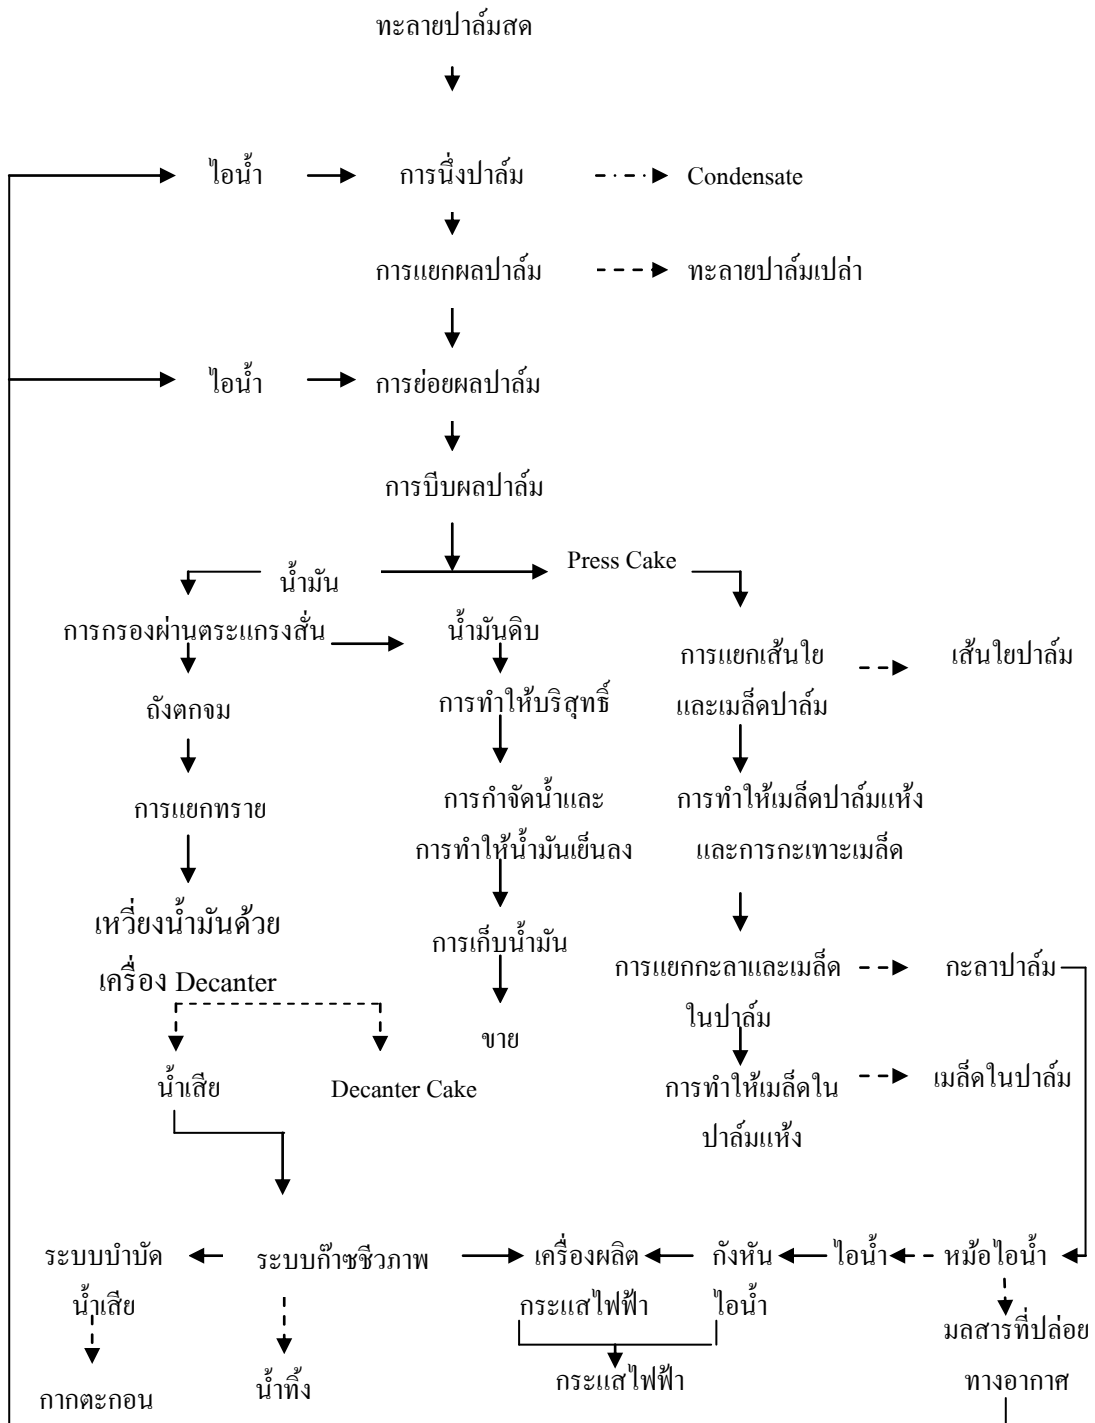 ทะลายปาล์มสด
ไอน้ำ การนึ่งปาล์ม Condensate
การแยกผลปาล์ม ทะลายปาล์มเปล่า
ไอน้ำ การย่อยผลปาล์ม
การบีบผลปาล์ม
น้ำมัน Press Cake
การกรองผ่านตระแกรงสั่น น้ำมันดิบ
การแยกเส้นใย เส้นใยปาล์ม
และเมล็ดปาล์ม
ถังตกจม การทำให้บริสุทธิ์
การแยกทราย การกำจัดน้ำและ การทำให้เมล็ดปาล์มแห้ง
การทำให้น้ำมันเย็นลง และการกะเทาะเมล็ด
เหวี่ยงน้ำมันด้วย การเก็บน้ำมัน
เครื่อง Decanter การแยกกะลาและเมล็ด กะลาปาล์ม
ในปาล์ม
ขาย
น้ำเสีย Decanter Cake การทำให้เมล็ดใน เมล็ดในปาล์ม
ปาล์มแห้ง
ระบบบำบัด ระบบก๊าซชีวภาพ เครื่องผลิต กังหัน ไอน้ำ หม้อไอน้ำ
น้ำเสีย กระแสไฟฟ้า ไอน้ำ
มลสารที่ปล่อย
กากตะกอน น้ำทิ้ง กระแสไฟฟ้า ทางอากาศ